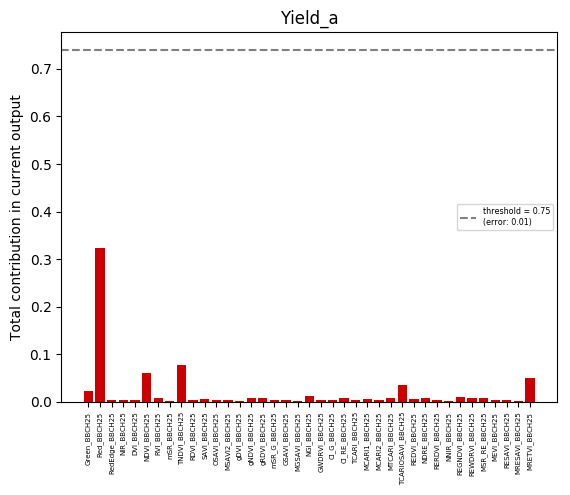 Yield_a
Total contribution in current output
0.7
0.6
0.5
0.4
0.3
0.2
0.1
0.0
threshold = 0.75
(error: 0.01)
Green_BBCH25
Red_BBCH25
RedEdge_BBCH25
NIR_BBCH25
DVI_BBCH25
NDVI_BBCH25
RVI_BBCH25
mSR_BBCH25
TNDVI_BBCH25
RDVI_BBCH25
SAVI_BBCH25
OSAVI_BBCH25
MSAVI2_BBCH25
gDVI_BBCH25
gNDVI_BBCH25
gRDVI_BBCH25
mSR_G_BBCH25
GSAVI_BBCH25
MGSAVI_BBCH25
NGI_BBCH25
GWDRVI_BBCH25
CI_G_BBCH25
CI_RE_BBCH25
TCARI_BBCH25
MCARI1_BBCH25
MCARI2_BBCH25
MTCARI_BBCH25
TCARIOSAVI_BBCH25
REDVI_BBCH25
NDRE_BBCH25
RERDVI_BBCH25
NNIR_BBCH25
REGNDVI_BBCH25
REWDRVI_BBCH25
MSR_RE_BBCH25
MEVI_BBCH25
RESAVI_BBCH25
MRESAVI_BBCH25
MRETVI_BBCH25